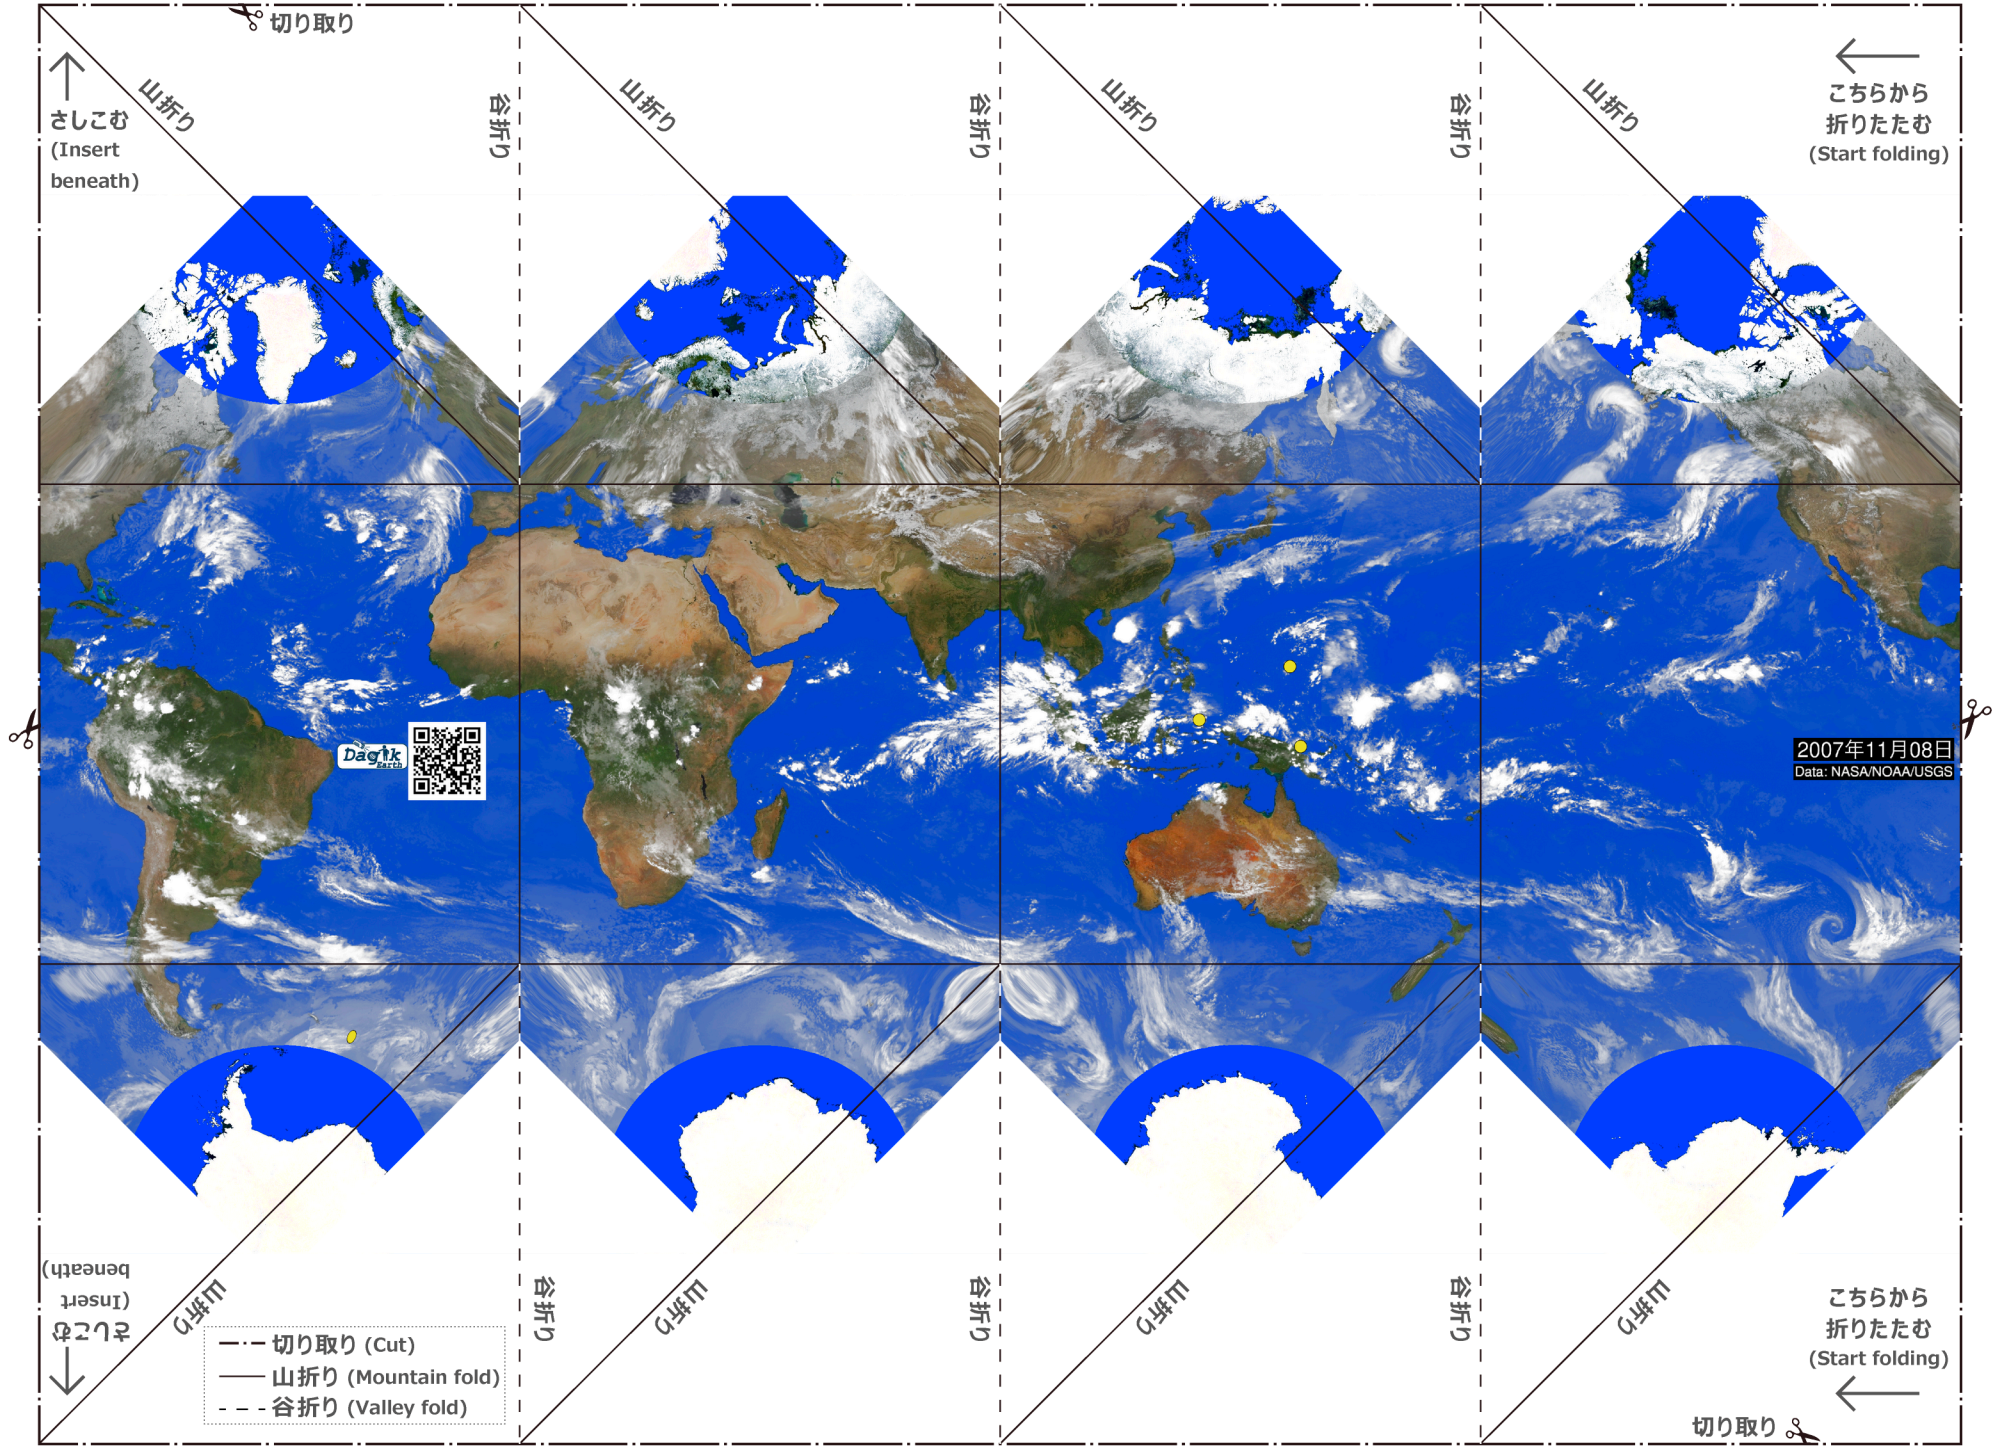 切り取り
山折り
谷折り
山折り
谷折り
山折り
谷折り
山折り
さしこむ
(Insert
beneath)
こちらから
折りたたむ
(Start folding)
Dagik
Earth
2007年11月08日
Data: NASA/NOAA/USGS
さしこむ
(Insert
beneath)
山折り
谷折り
山折り
谷折り
山折り
谷折り
山折り
こちらから
折りたたむ
(Start folding)
切り取り (Cut)
山折り (Mountain fold)
谷折り (Valley fold)
切り取り